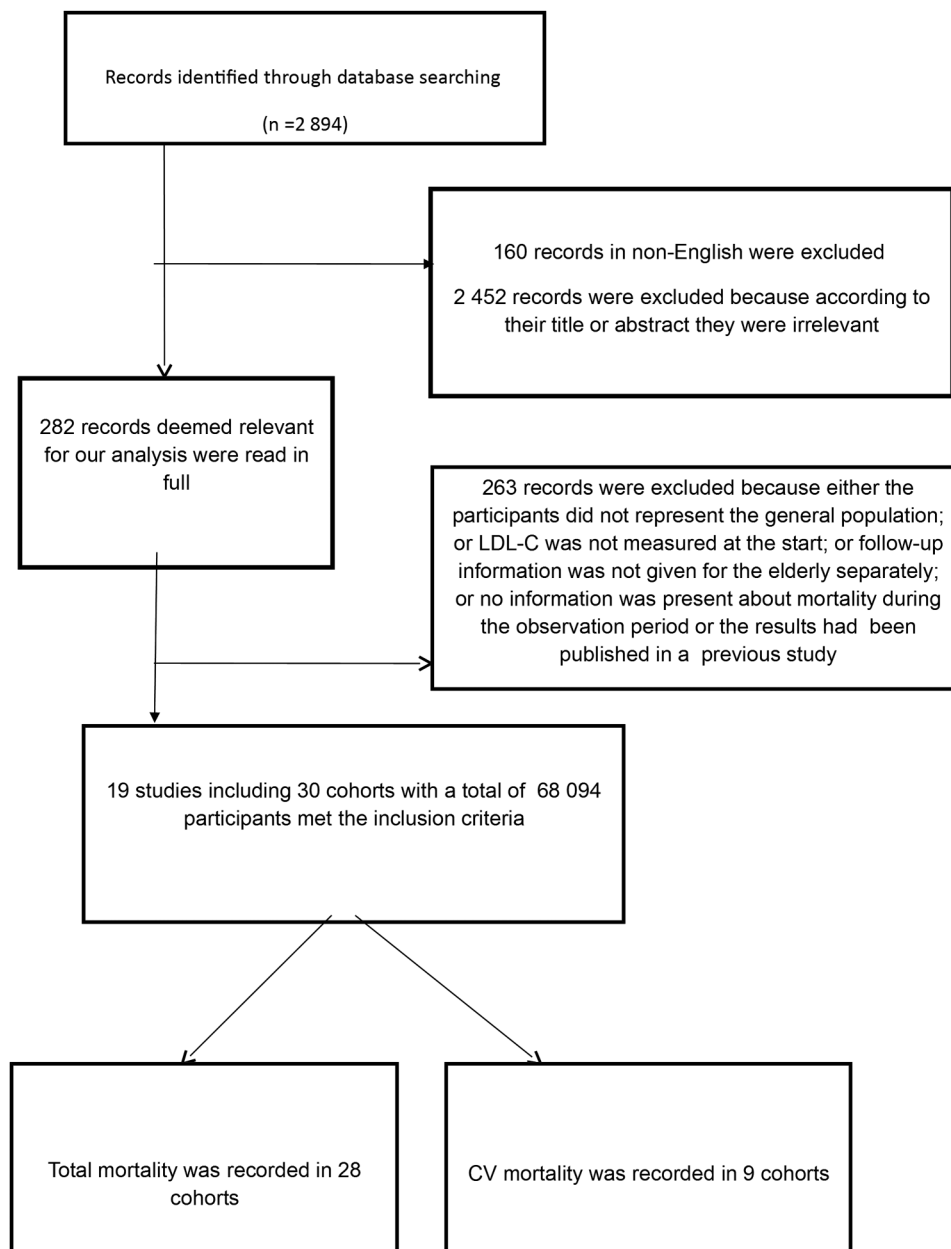 Records identified through database searching
(n =2 894)
160 records in non-English were excluded
2 452 records were excluded because according to
their title or abstract they were irrelevant
282 records deemed relevant
for our analysis were read in
full
263 records were excluded because either the
participants did not represent the general population;
or LDL-C was not measured at the start; or follow-up
information was not given for the elderly separately;
or no information was present about mortality during
the observation period or the results had been
published in a previous study
19 studies including 30 cohorts with a total of 68 094
participants met the inclusion criteria
Total mortality was recorded in 28
cohorts
CV mortality was recorded in 9 cohorts